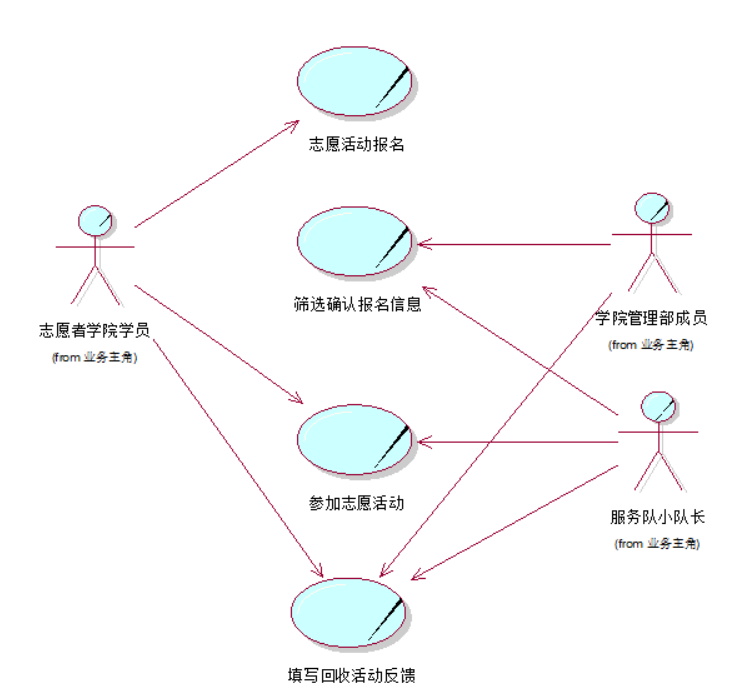 志愿活动报名
筛选确认报名信息
志愿者学院学员
(from 业务主角)
学院管理部成员
(from 业务主角)
参加志愿活动
服务队小队长
(from 业务主角)
填写回收活动反馈